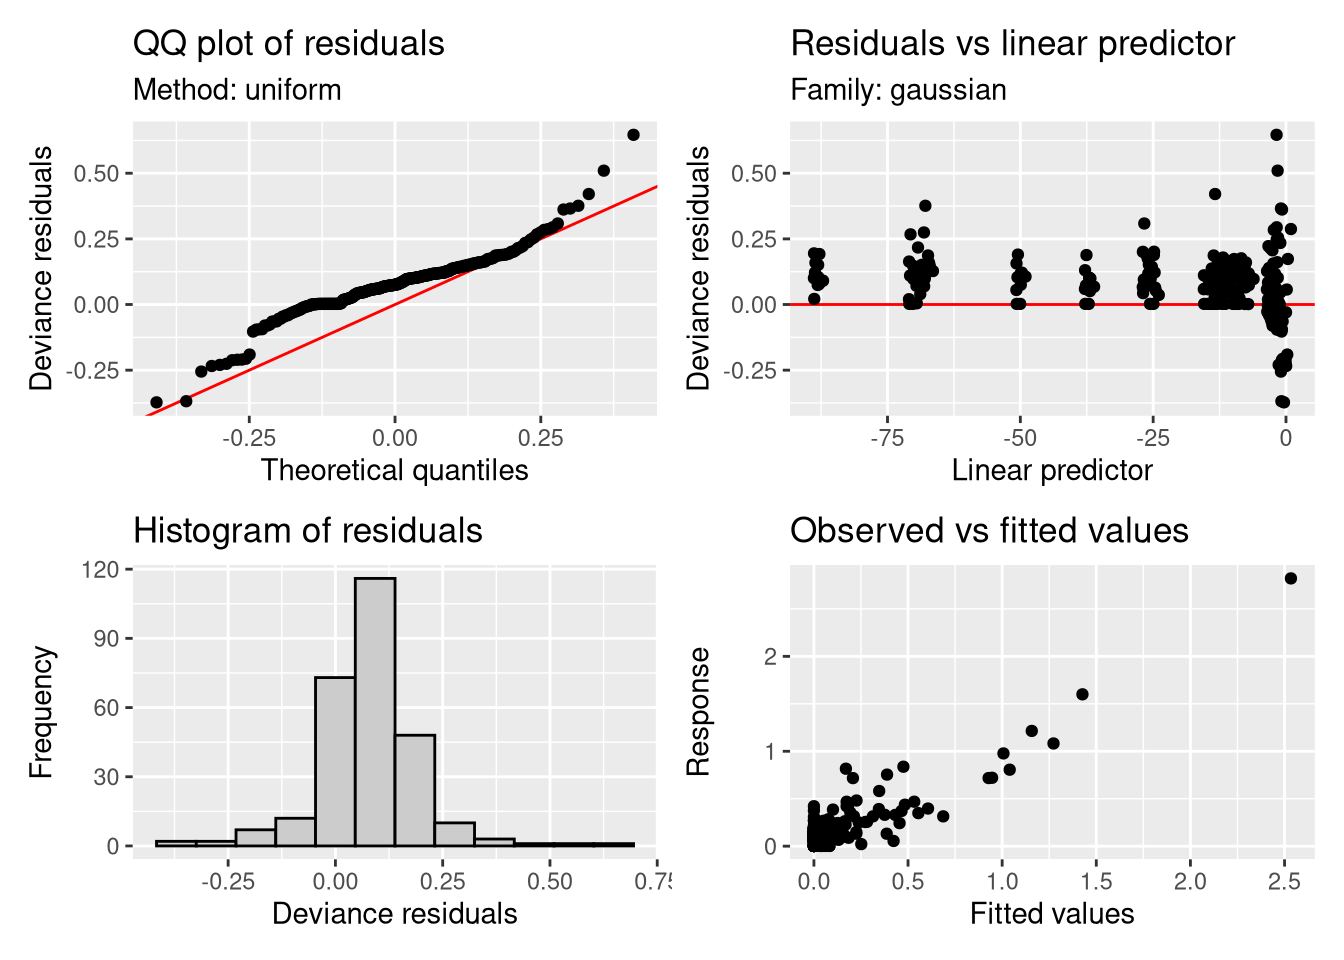 QQ plot of residuals
Method: uniform
Deviance residuals
0.50
0.25
0.00
-0.25
-0.25
0.00
0.25
Theoretical quantiles
Residuals vs linear predictor
Family: gaussian
Deviance residuals
0.50
0.25
0.00
-0.25
-75
-50
-25
0
Linear predictor
Histogram of residuals
Frequency
120
90
60
30
0
-0.25
0.00
0.25
0.50
0.75
Deviance residuals
Observed vs fitted values
Response
2
1
0
0.0
0.5
1.0
1.5
2.0
2.5
Fitted values